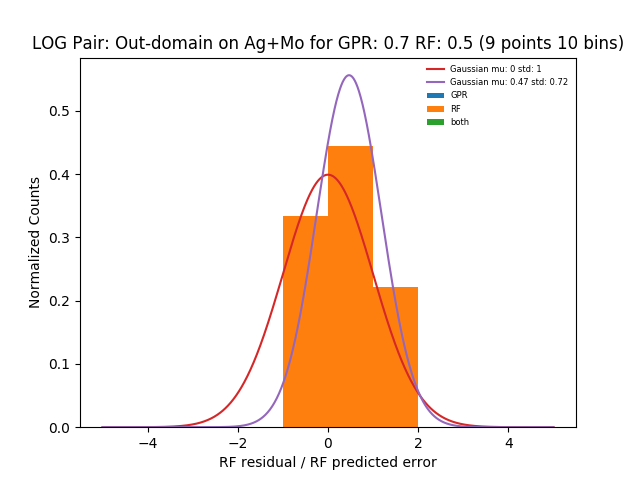 LOG Pair: Out-domain on Ag+Mo for GPR: 0.7 RF: 0.5 (9 points 10 bins)
Gaussian mu: 0 std: 1
Gaussian mu: 0.47 std: 0.72
GPR
RF
both
Normalized Counts
0.5
0.4
0.3
0.2
0.1
0.0
−4 −2 0 2 4
RF residual / RF predicted error